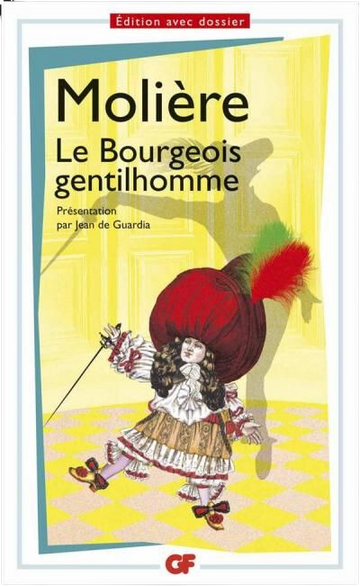 Édition avec dossier
Molière
Le Bourgeois
gentilhomme
Présentation
par Jean de Guardia
GF